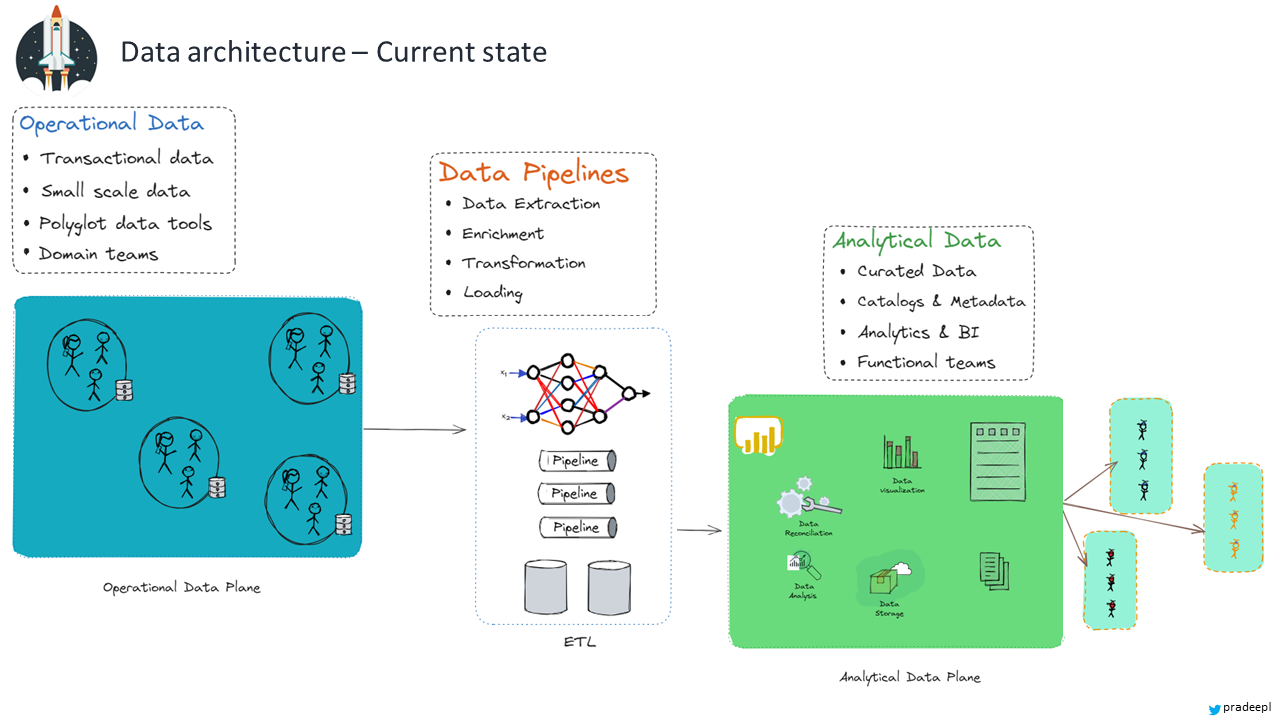 Data architecture – Current state
Operational Data
• Transactional data
• Small scale data
• Polyglot data tools
• Domain teams
Data Pipelines
• Data Extraction
• Enrichment
• Transformation
• Loading
Analytical Data
• Curated Data
• Catalogs & Metadata
• Analytics & BI
• Functional teams
x₁
x₂
Pipeline
Pipeline
Pipeline
Data
visualization
Data
Reconciliation
Data
Analysis
Data
Storage
Operational Data Plane
ETL
Analytical Data Plane
pradeepl